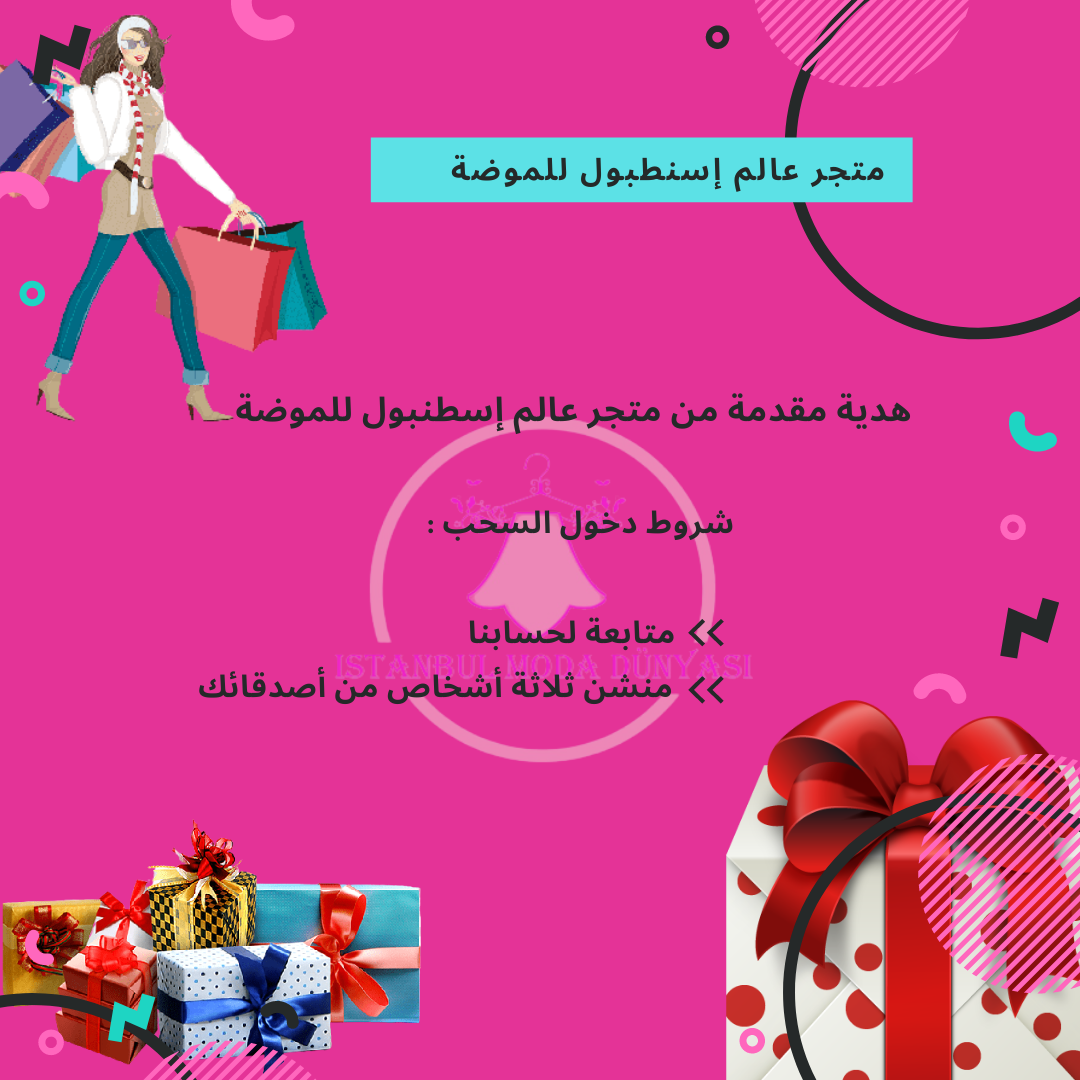 متجر عالم إسنطبول للموضة
هدية مقدمة من متجر عالم إسطنبول للموضة
شروط دخول السحب :
>> متابعة لحسابنا
ISTANBUL MODA DÜNYASI
>> منشن ثلاثة أشخاص من أصدقائك